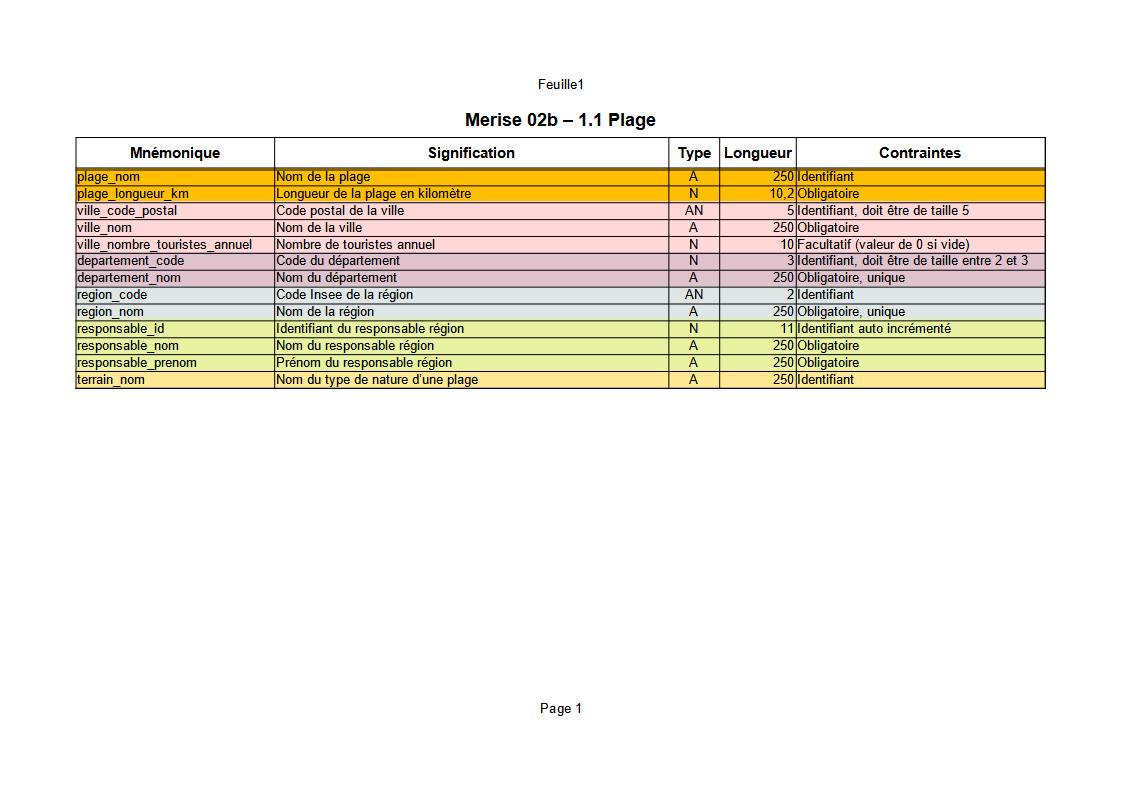 Feuille1
Merise 02b – 1.1 Plage
Mnémonique Signification Type Longueur Contraintes
plage_nom Nom de la plage A 250 Identifiant
plage_longueur_km Longueur de la plage en kilomètre N 10,2 Obligatoire
ville_code_postal Code postal de la ville AN 5 Identifiant, doit être de taille 5
ville_nom Nom de la ville A 250 Obligatoire
ville_nombre_touristes_annuel Nombre de touristes annuel N 10 Facultatif (valeur de 0 si vide)
departement_code Code du département N 3 Identifiant, doit être de taille entre 2 et 3
departement_nom Nom du département A 250 Obligatoire, unique
region_code Code Insee de la région AN 2 Identifiant
region_nom Nom de la région A 250 Obligatoire, unique
responsable_id Identifiant du responsable région N 11 Identifiant auto incrémenté
responsable_nom Nom du responsable région A 250 Obligatoire
responsable_prenom Prénom du responsable région A 250 Obligatoire
terrain_nom Nom du type de nature d'une plage A 250 Identifiant
Page 1